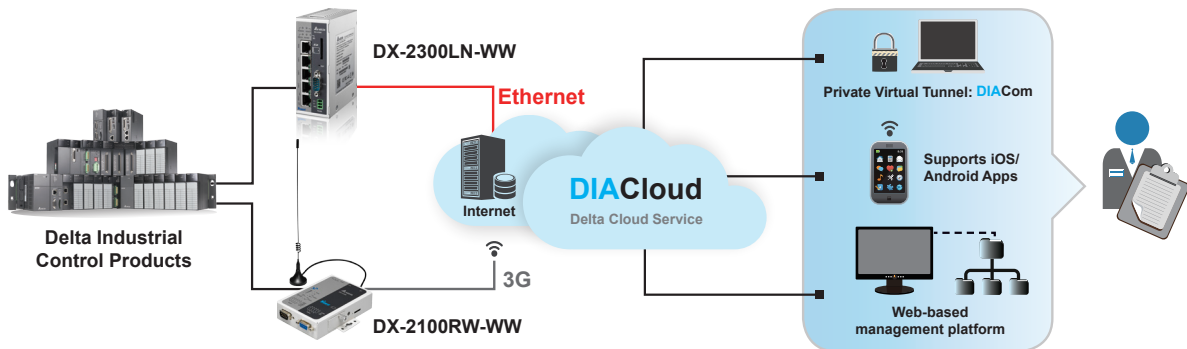 DX-2300LN-WW
Ethernet
Private Virtual Tunnel: DIACom
Internet
DIACloud
Delta Cloud Service
Supports iOS/
Android Apps
Delta Industrial
Control Products
3G
DX-2100RW-WW
Web-based
management platform